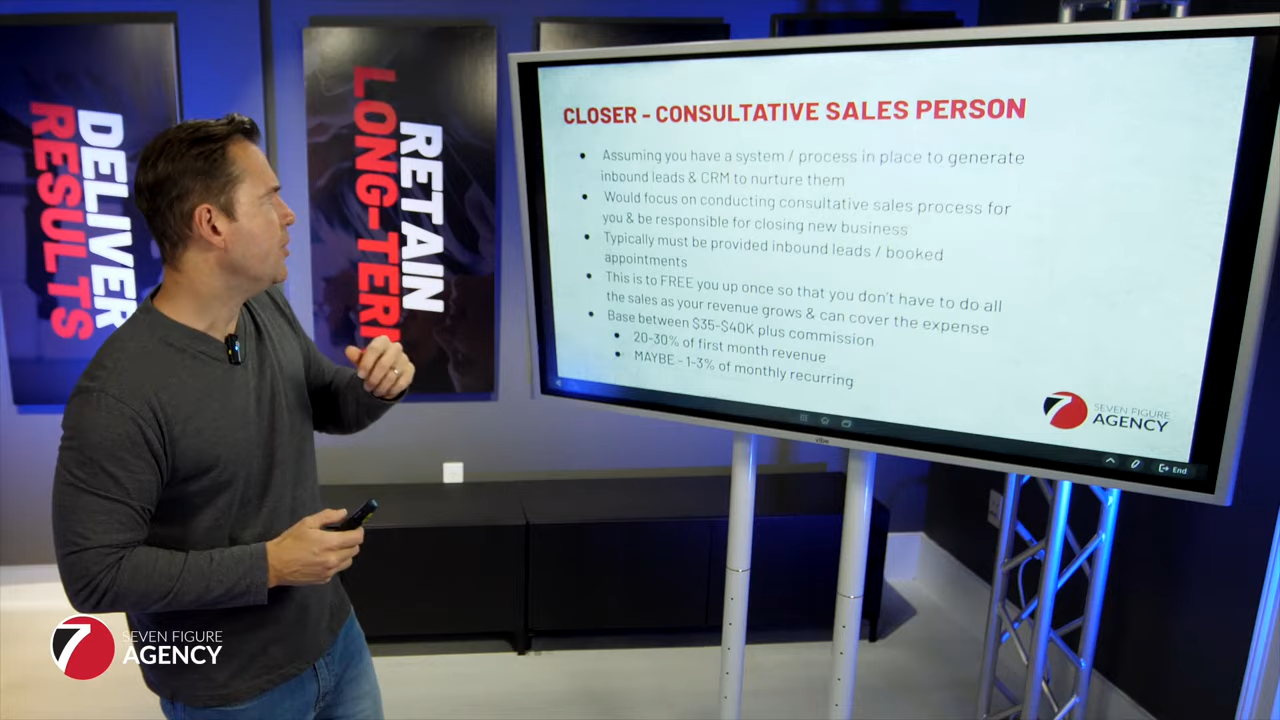 DELIVER
RESULTS
RETAIN
LONG-TERM
CLOSER - CONSULTATIVE SALES PERSON
• Assuming you have a system / process in place to generate
inbound leads & CRM to nurture them
• Would focus on conducting consultative sales process for
you & be responsible for closing new business
• Typically must be provided inbound leads / booked
appointments
• This is to FREE you up once so that you don't have to do all
the sales as your revenue grows & can cover the expense
• Base between $35-$40K plus commission
• 20-30% of first month revenue
• MAYBE - 1-3% of monthly recurring
7 SEVEN FIGURE
AGENCY
End
vibe
7 SEVEN FIGURE
AGENCY